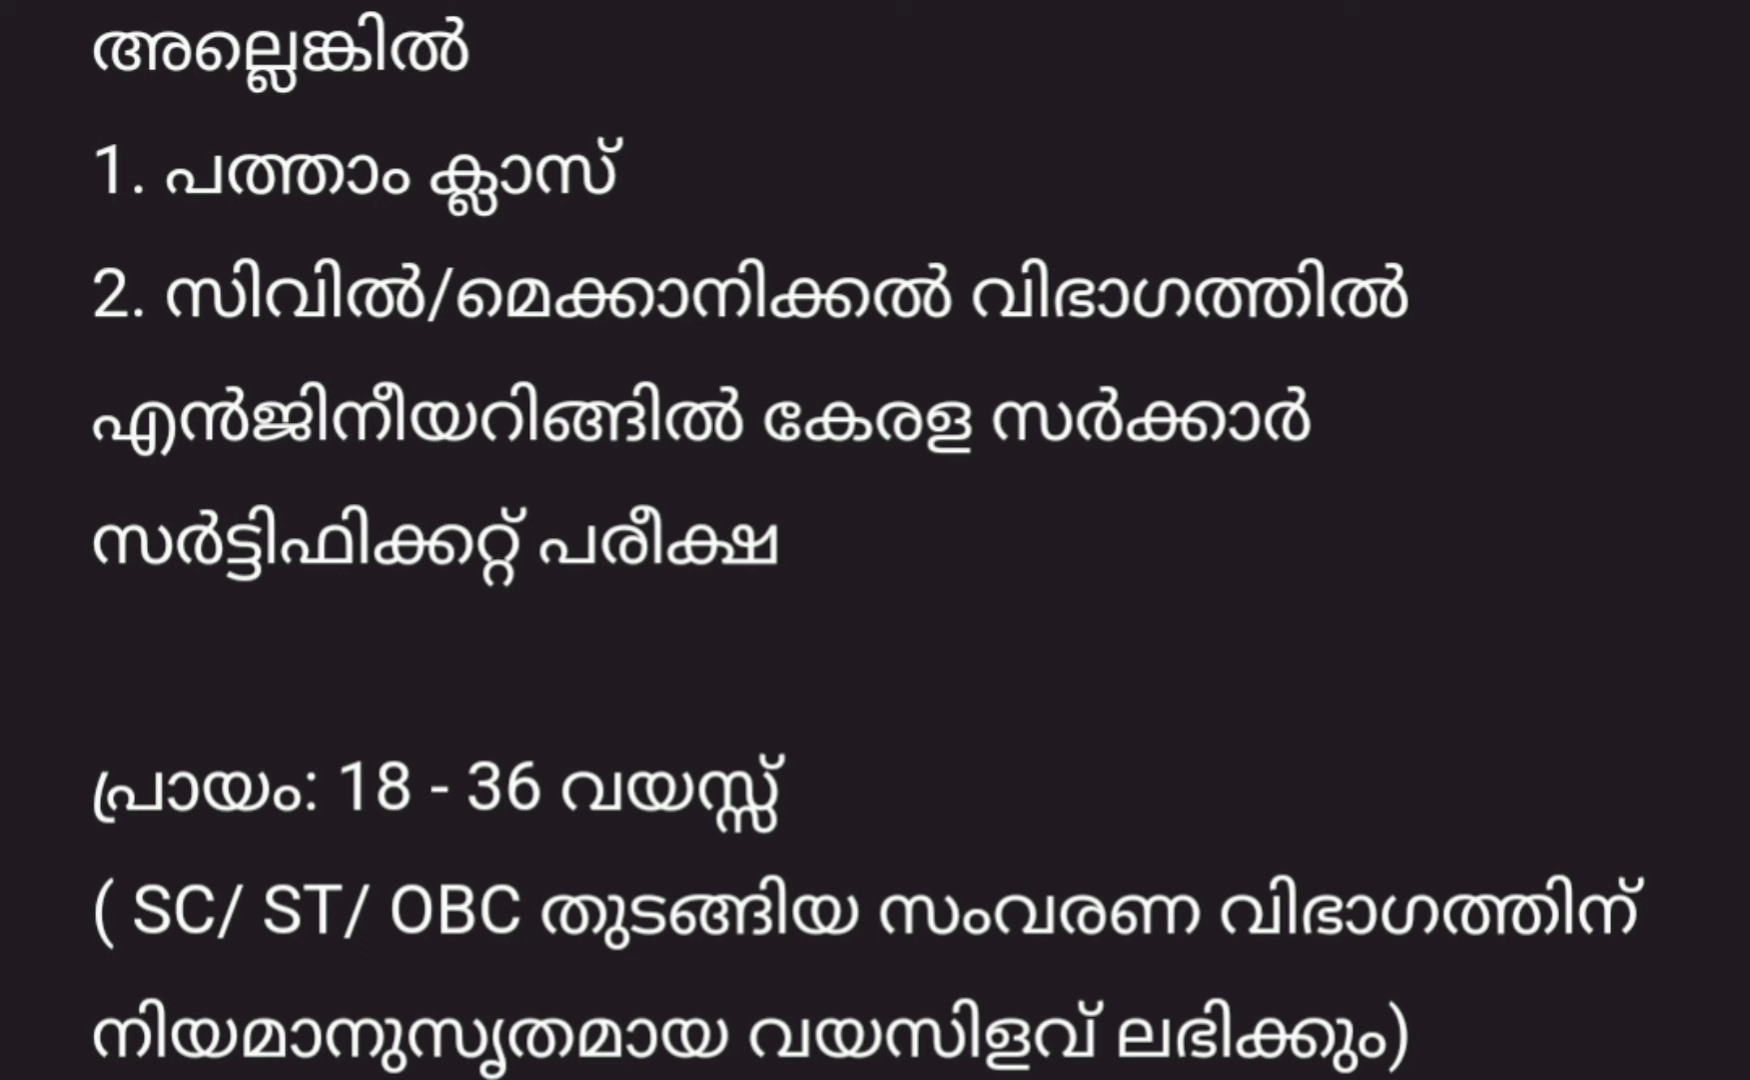 അല്ലെങ്കിൽ
1. പത്താം ക്ലാസ്
2. സിവിൽ/മെക്കാനിക്കൽ വിഭാഗത്തിൽ
എൻജിനീയറിങ്ങിൽ കേരള സർക്കാർ
സർട്ടിഫിക്കറ്റ് പരീക്ഷ
പ്രായം: 18 - 36 വയസ്സ്
( SC/ ST/ OBC തുടങ്ങിയ സംവരണ വിഭാഗത്തിന്
നിയമാനുസൃതമായ വയസിളവ് ലഭിക്കും)